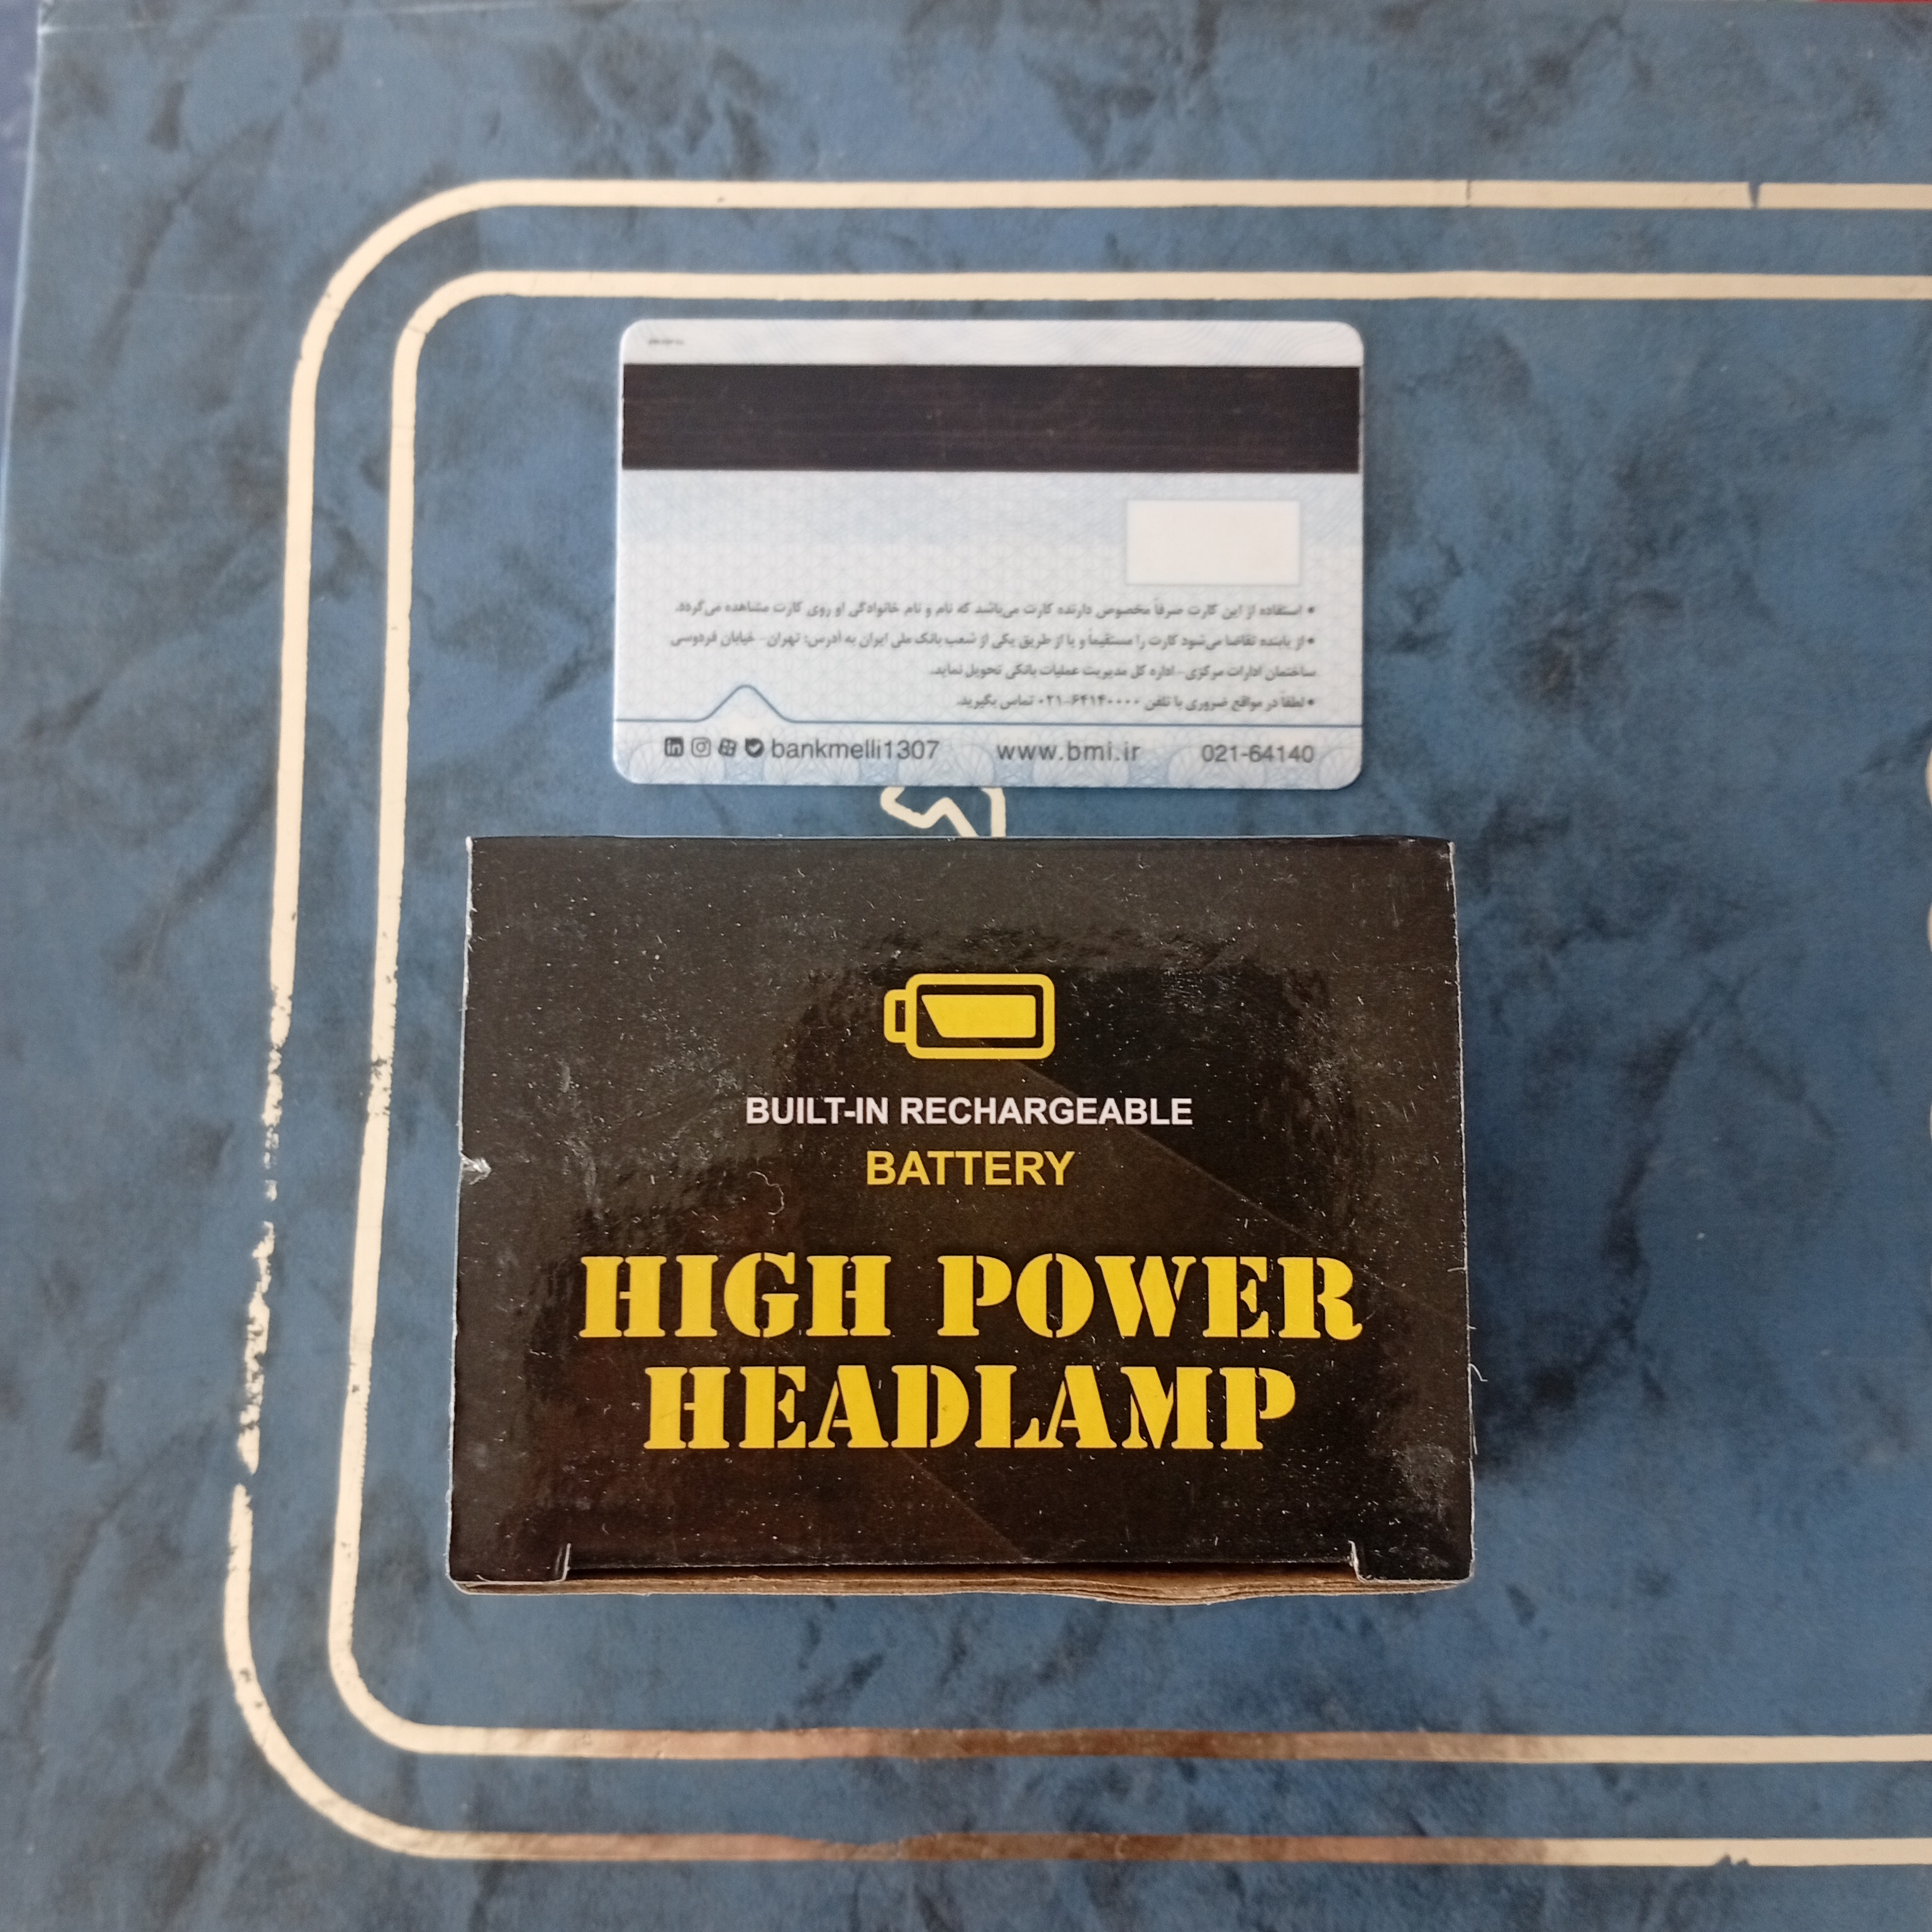 • استفاده از این کارت صرفاً مخصوص دارنده کارت می‌باشد که نام و نام خانوادگی او روی کارت مشاهده می‌گردد.
• از یابنده تقاضا می‌شود کارت را مستقیماً و یا از طریق یکی از شعب بانک ملی ایران به آدرس: تهران- خیابان فردوسی
ساختمان ادارات مرکزی- اداره کل مدیریت عملیات بانکی تحویل نماید.
• لطفاً در مواقع ضروری با تلفن ۶۴۱۴۰۰۰۰-۰۲۱ تماس بگیرید.
bankmelli1307 www.bmi.ir 021-64140
BUILT-IN RECHARGEABLE
BATTERY
HIGH POWER
HEADLAMP